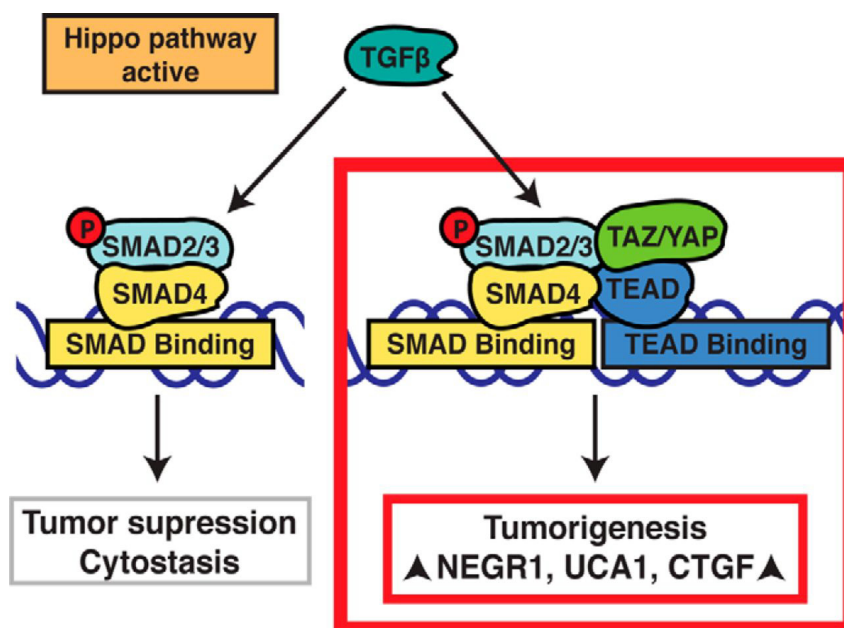 Hippo pathway
active
TGFβ
P
SMAD2/3
SMAD4
SMAD Binding
Tumor supression
Cytostasis
P
SMAD2/3
TAZ/YAP
SMAD4
TEAD
SMAD Binding
TEAD Binding
Tumorigenesis
▲NEGR1, UCA1, CTGF▲